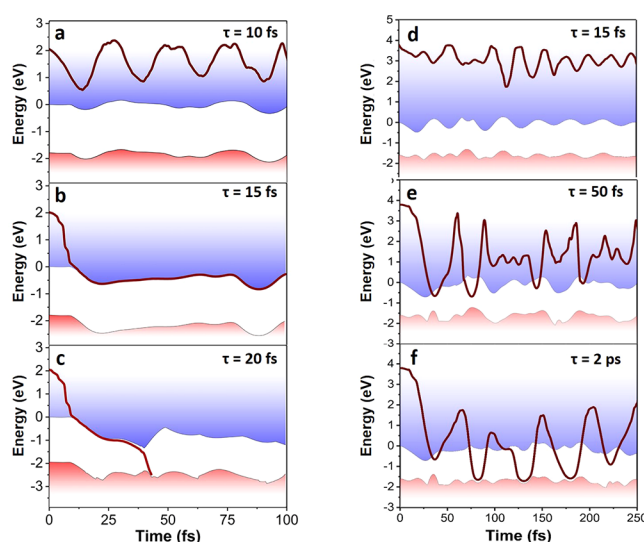 a
τ = 10 fs
3
2
1
0
-1
-2
Energy (eV)
b
τ = 15 fs
3
2
1
0
-1
-2
Energy (eV)
c
τ = 20 fs
3
2
1
0
-1
-2
-3
Energy (eV)
0 25 50 75 100
Time (fs)
d
τ = 15 fs
5
4
3
2
1
0
-1
-2
Energy (eV)
e
τ = 50 fs
5
4
3
2
1
0
-1
-2
-3
Energy (eV)
f
τ = 2 ps
4
3
2
1
0
-1
-2
-3
Energy (eV)
0 50 100 150 200 250
Time (fs)